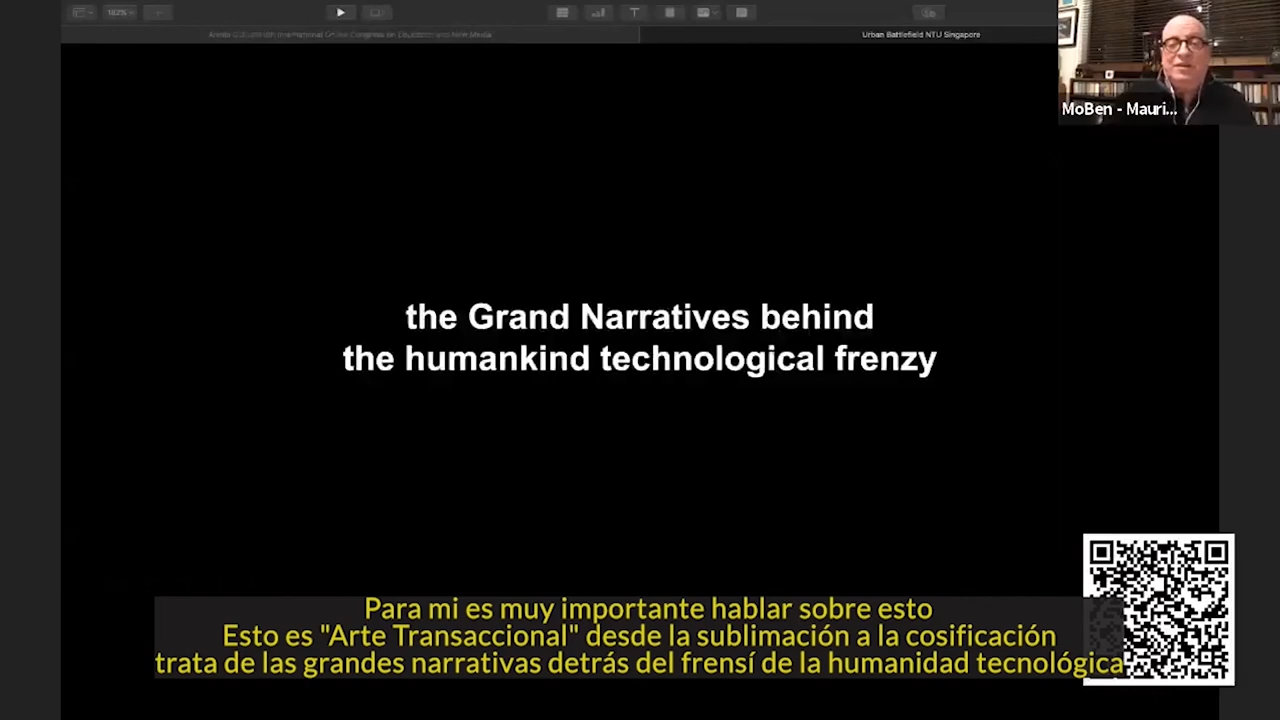 182%
Urban Battlefield NTU Singapore
MoBen - Mauri...
the Grand Narratives behind
the humankind technological frenzy
Para mi es muy importante hablar sobre esto
Esto es "Arte Transaccional" desde la sublimación a la cosificación
trata de las grandes narrativas detrás del frensí de la humanidad tecnológica